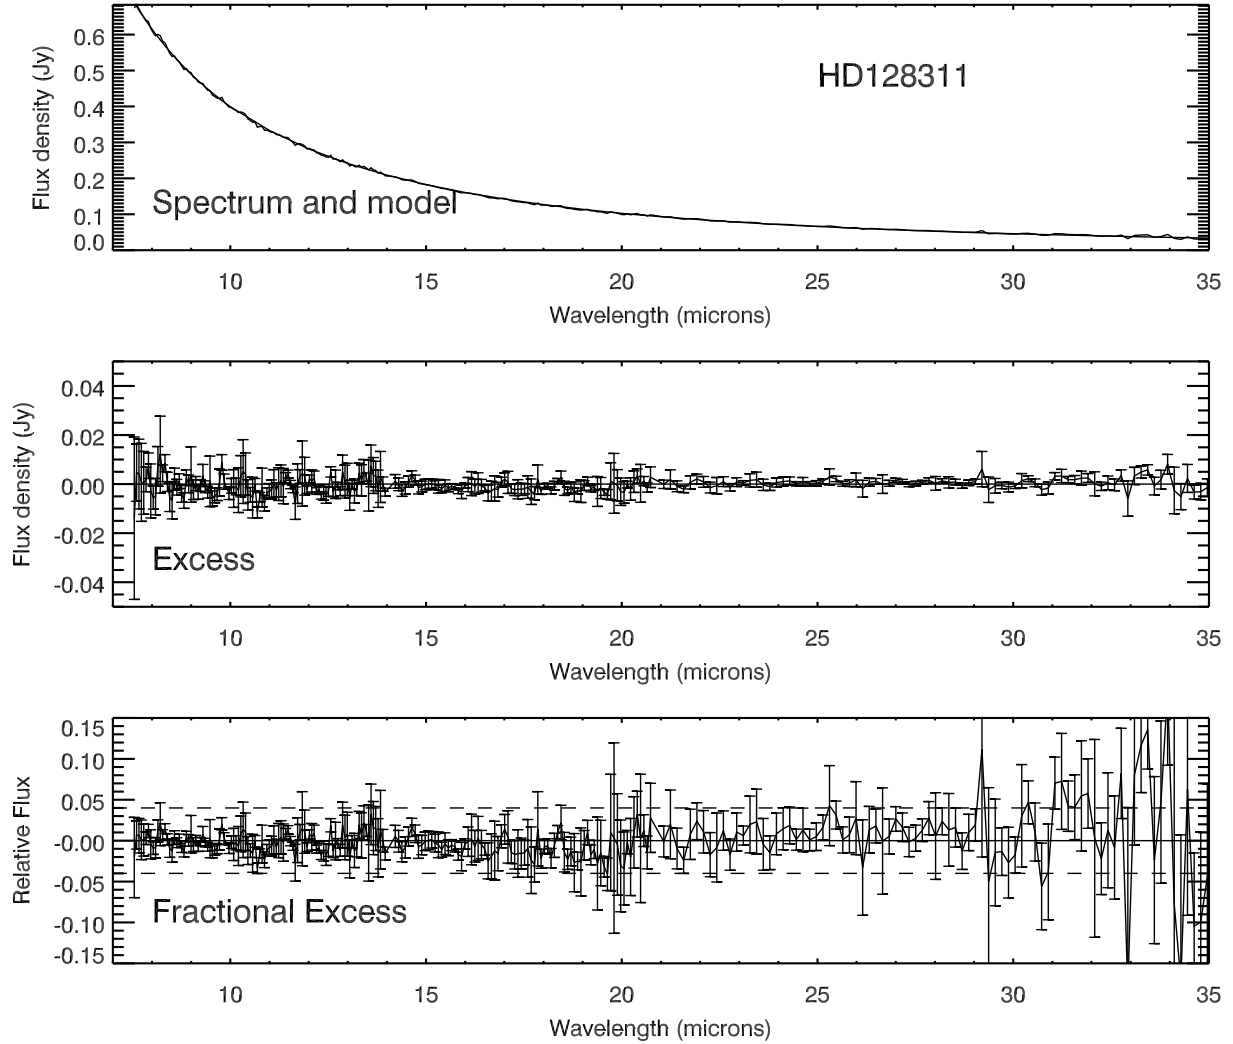 0.6
0.5
0.4
0.3
0.2
0.1
0.0
Flux density (Jy)
HD128311
Spectrum and model
10 15 20 25 30 35
Wavelength (microns)
0.04
0.02
0.00
-0.02
-0.04
Flux density (Jy)
Excess
10 15 20 25 30 35
Wavelength (microns)
0.15
0.10
0.05
-0.00
-0.05
-0.10
-0.15
Relative Flux
Fractional Excess
10 15 20 25 30 35
Wavelength (microns)